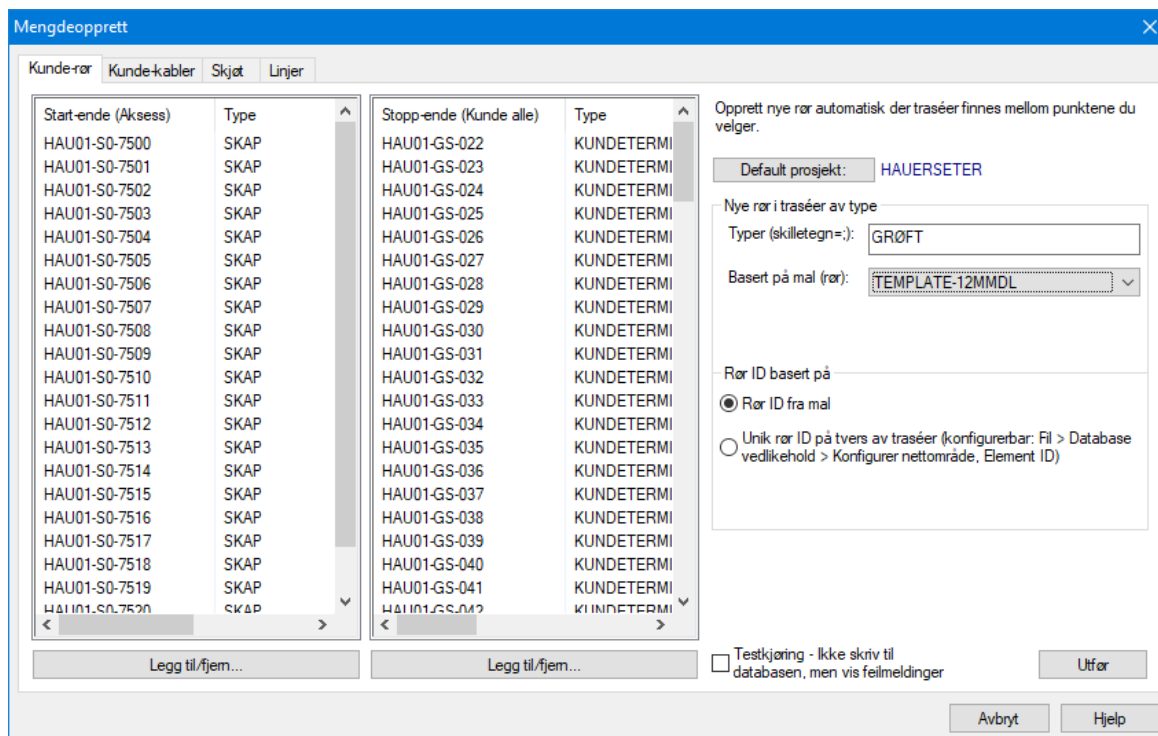 Mengdeopprett
Kunde-rør Kunde-kabler Skjøt Linjer
Start-ende (Aksess) Type
HAU01-S0-7500 SKAP
HAU01-S0-7501 SKAP
HAU01-S0-7502 SKAP
HAU01-S0-7503 SKAP
HAU01-S0-7504 SKAP
HAU01-S0-7505 SKAP
HAU01-S0-7506 SKAP
HAU01-S0-7507 SKAP
HAU01-S0-7508 SKAP
HAU01-S0-7509 SKAP
HAU01-S0-7510 SKAP
HAU01-S0-7511 SKAP
HAU01-S0-7512 SKAP
HAU01-S0-7513 SKAP
HAU01-S0-7514 SKAP
HAU01-S0-7515 SKAP
HAU01-S0-7516 SKAP
HAU01-S0-7517 SKAP
HAU01-S0-7518 SKAP
HAU01-S0-7519 SKAP
HAU01-S0-7520 SKAP
Legg til/fjern...
Stopp-ende (Kunde alle) Type
HAU01-GS-022 KUNDETERMI
HAU01-GS-023 KUNDETERMI
HAU01-GS-024 KUNDETERMI
HAU01-GS-025 KUNDETERMI
HAU01-GS-026 KUNDETERMI
HAU01-GS-027 KUNDETERMI
HAU01-GS-028 KUNDETERMI
HAU01-GS-029 KUNDETERMI
HAU01-GS-030 KUNDETERMI
HAU01-GS-031 KUNDETERMI
HAU01-GS-032 KUNDETERMI
HAU01-GS-033 KUNDETERMI
HAU01-GS-034 KUNDETERMI
HAU01-GS-035 KUNDETERMI
HAU01-GS-036 KUNDETERMI
HAU01-GS-037 KUNDETERMI
HAU01-GS-038 KUNDETERMI
HAU01-GS-039 KUNDETERMI
HAU01-GS-040 KUNDETERMI
HAU01-GS-041 KUNDETERMI
HAU01-GS-042 KUNDETERMI
Legg til/fjern...
Opprett nye rør automatisk der traséer finnes mellom punktene du
velger.
Default prosjekt: HAUERSETER
Nye rør i traséer av type
Typer (skilletegn=;): GRØFT
Basert på mal (rør): TEMPLATE-12MMDL
Rør ID basert på
Rør ID fra mal
Unik rør ID på tvers av traséer (konfigurerbar: Fil > Database
vedlikehold > Konfigurer nettområde, Element ID)
Testkjøring - Ikke skriv til
databasen, men vis feilmeldinger
Utfør
Avbryt Hjelp